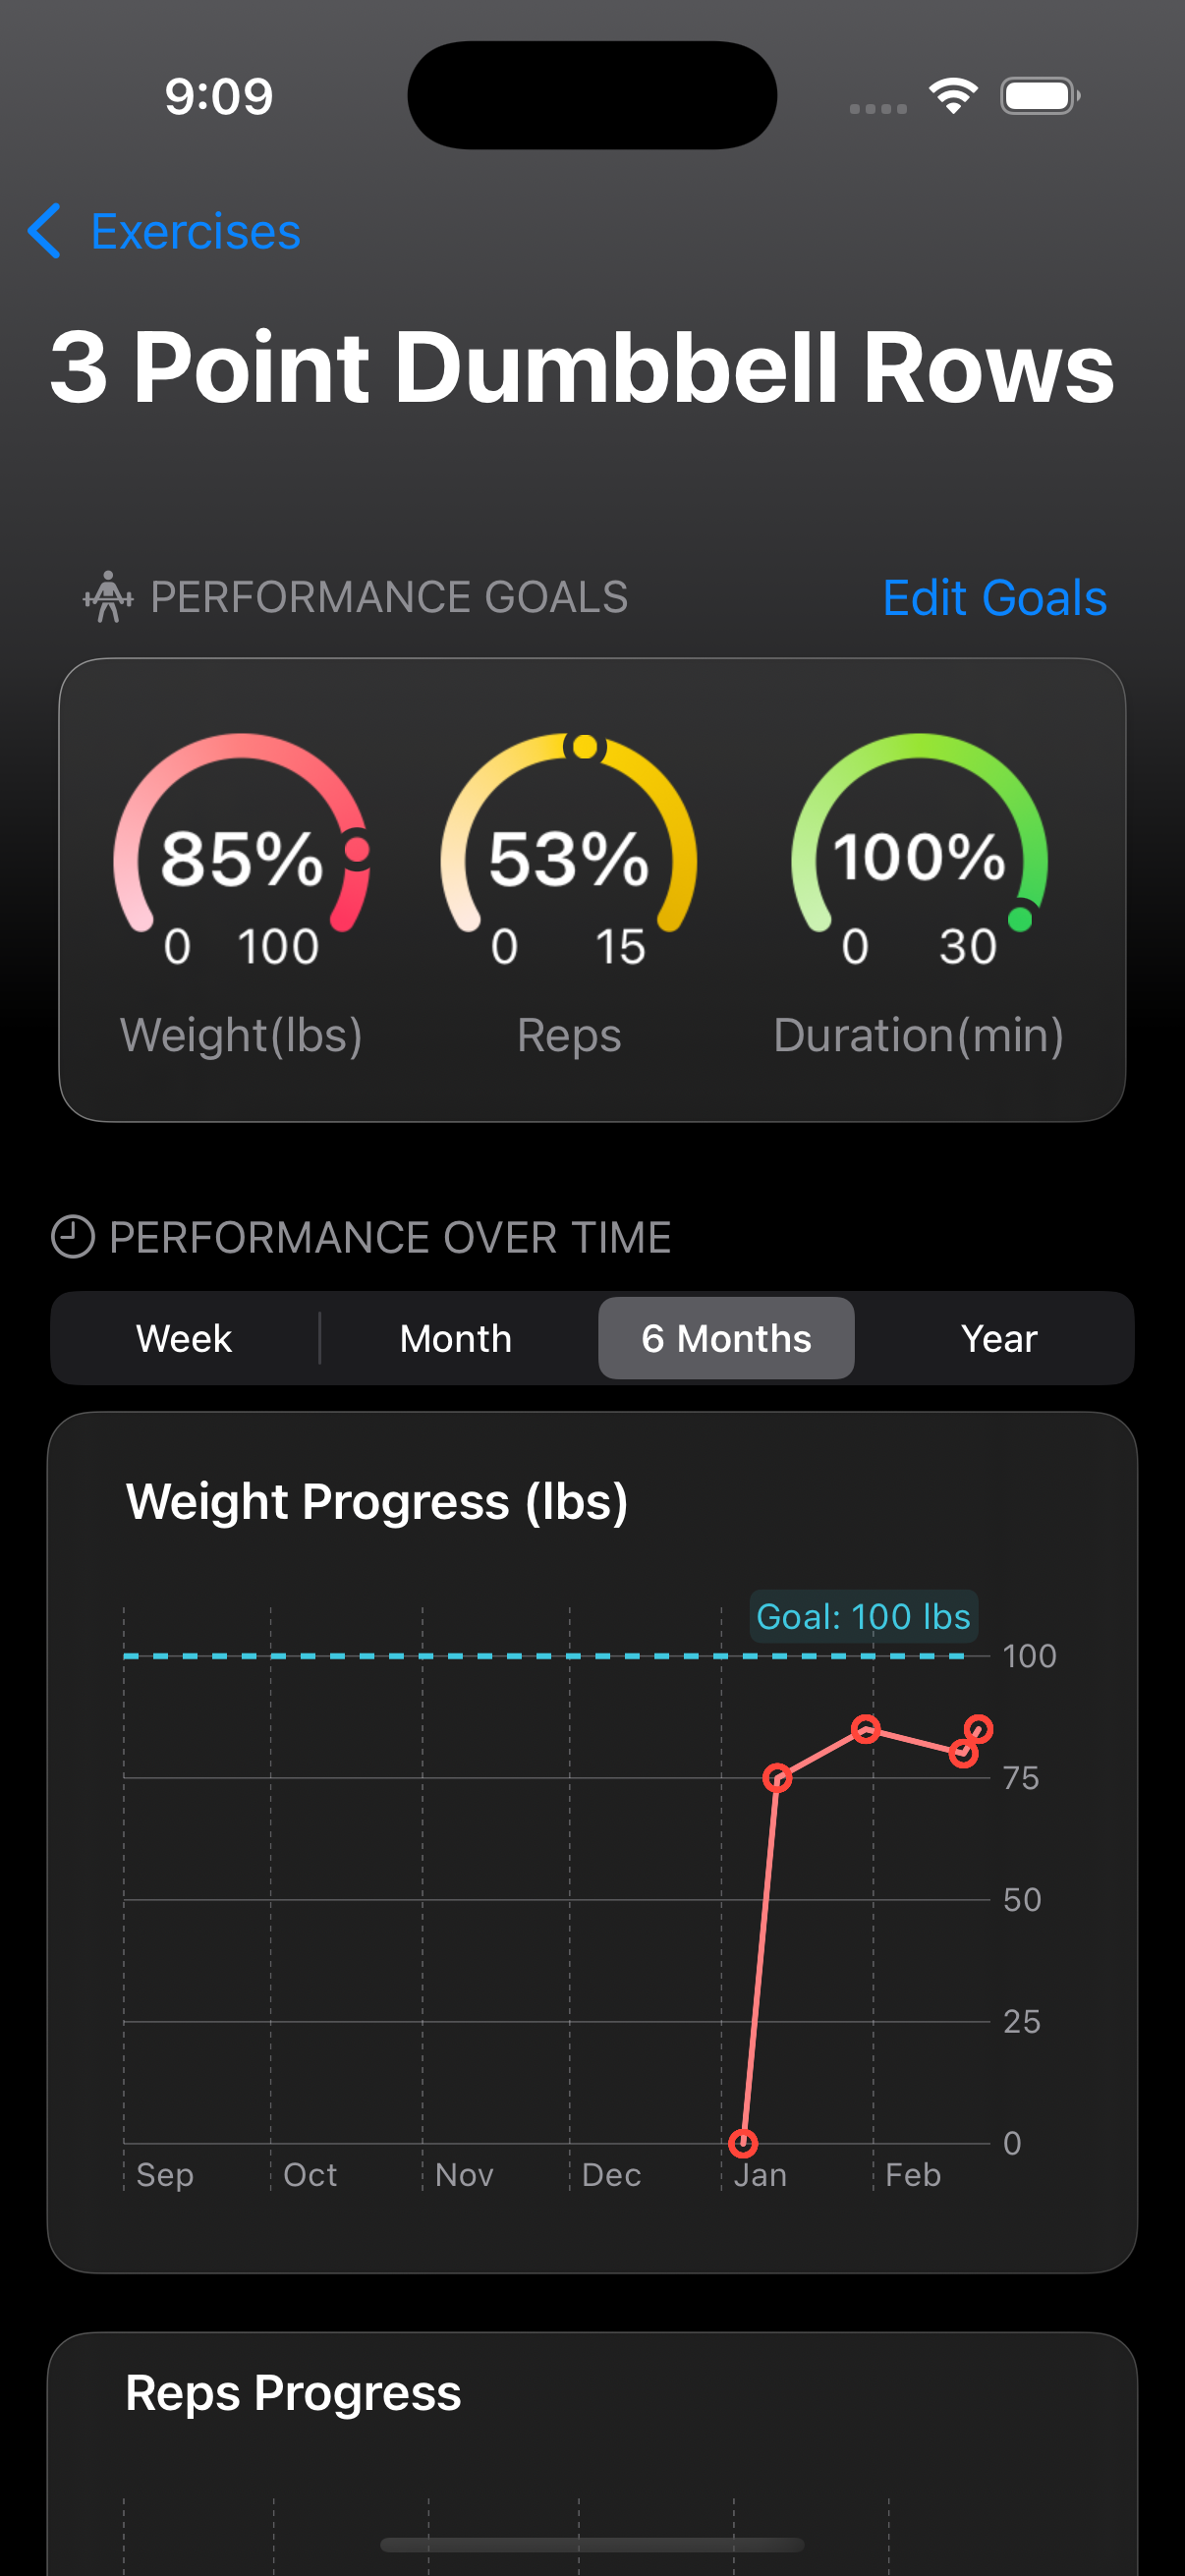 9:09
Exercises
3 Point Dumbbell Rows
PERFORMANCE GOALS Edit Goals
85% 53% 100%
0 100 0 15 0 30
Weight(lbs) Reps Duration(min)
PERFORMANCE OVER TIME
Week Month 6 Months Year
Weight Progress (lbs)
Goal: 100 lbs
100
75
50
25
0
Sep Oct Nov Dec Jan Feb
Reps Progress